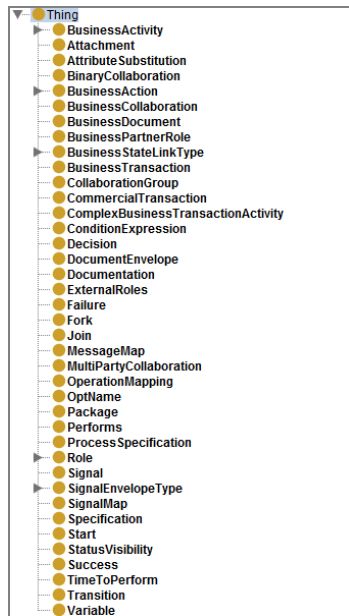 Thing
BusinessActivity
Attachment
AttributeSubstitution
BinaryCollaboration
BusinessAction
BusinessCollaboration
BusinessDocument
BusinessPartnerRole
BusinessStateLinkType
BusinessTransaction
CollaborationGroup
CommercialTransaction
ComplexBusinessTransactionActivity
ConditionExpression
Decision
DocumentEnvelope
Documentation
ExternalRoles
Failure
Fork
Join
MessageMap
MultiPartyCollaboration
OperationMapping
OptName
Package
Performs
ProcessSpecification
Role
Signal
SignalEnvelopeType
SignalMap
Specification
Start
StatusVisibility
Success
TimeToPerform
Transition
Variable